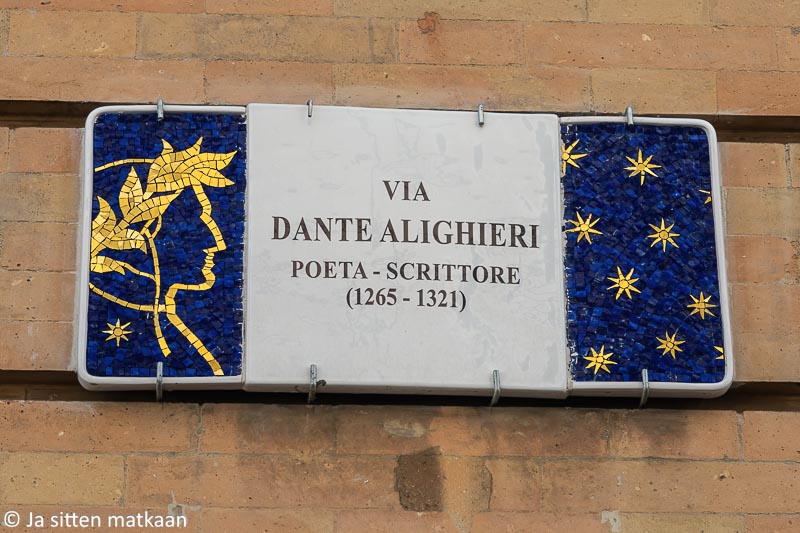 VIA
DANTE ALIGHIERI
POETA - SCRITTORE
(1265 - 1321)
© Ja sitten matkaan